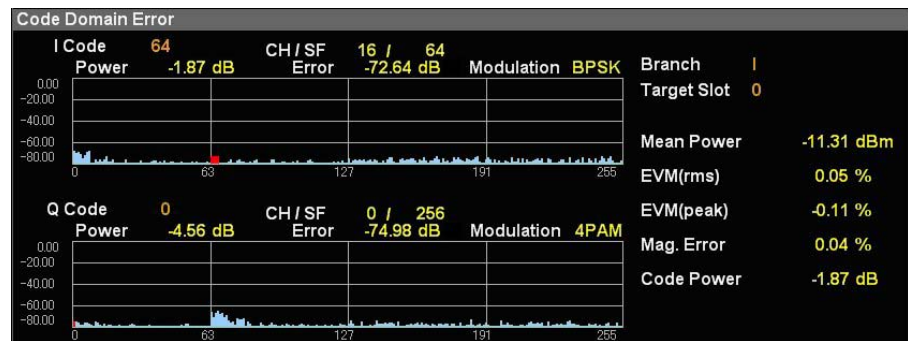 Code Domain Error
I Code 64 CH / SF 16 / 64
Power -1.87 dB Error -72.64 dB Modulation BPSK
0.00
-20.00
-40.00
-60.00
-80.00
0 63 127 191 255
Q Code 0 CH / SF 0 / 256
Power -4.56 dB Error -74.98 dB Modulation 4PAM
0.00
-20.00
-40.00
-60.00
-80.00
0 63 127 191 255
Branch I
Target Slot 0
Mean Power -11.31 dBm
EVM(rms) 0.05 %
EVM(peak) -0.11 %
Mag. Error 0.04 %
Code Power -1.87 dB